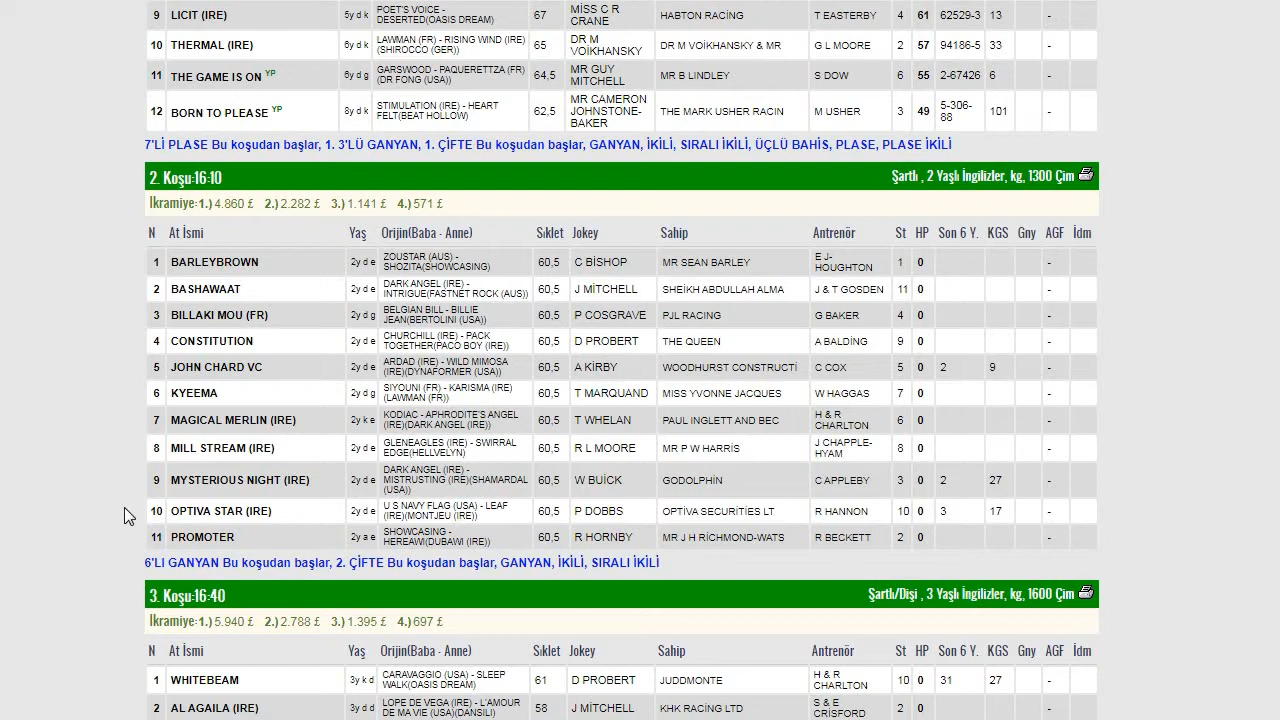 9 LICIT (IRE) 5y d k POET'S VOICE - DESERTED(OASIS DREAM) 67 MİSS C R CRANE HABTON RACİNG T EASTERBY 4 61 62529-3 13 -
10 THERMAL (IRE) 6y d k LAWMAN (FR) - RISING WIND (IRE) (SHIROCCO (GER)) 65 DR M VOİKHANSKY DR M VOİKHANSKY & MR G L MOORE 2 57 94186-5 33 -
11 THE GAME IS ON YP 6y d g GARSWOOD - PAQUERETTZA (FR) (DR FONG (USA)) 64,5 MR GUY MITCHELL MR B LINDLEY S DOW 6 55 2-67426 6 -
12 BORN TO PLEASE YP 8y d k STIMULATION (IRE) - HEART FELT(BEAT HOLLOW) 62,5 MR CAMERON JOHNSTONE-BAKER THE MARK USHER RACIN M USHER 3 49 5-306-88 101 -
7'Lİ PLASE Bu koşudan başlar, 1. 3'LÜ GANYAN, 1. ÇİFTE Bu koşudan başlar, GANYAN, İKİLİ, SIRALI İKİLİ, ÜÇLÜ BAHİS, PLASE, PLASE İKİLİ
2. Koşu:16:10 Şartlı , 2 Yaşlı İngilizler, kg, 1300 Çim
İkramiye:1.) 4.860 £ 2.) 2.282 £ 3.) 1.141 £ 4.) 571 £
N At İsmi Yaş Orijin(Baba - Anne) Sıklet Jokey Sahip Antrenör St HP Son 6 Y. KGS Gny AGF İdm
1 BARLEYBROWN 2y d e ZOUSTAR (AUS) - SHOZITA(SHOWCASING) 60,5 C BİSHOP MR SEAN BARLEY E J-HOUGHTON 1 0 -
2 BASHAWAAT 2y d e DARK ANGEL (IRE) - INTRIGUE(FASTNET ROCK (AUS)) 60,5 J MİTCHELL SHEİKH ABDULLAH ALMA J & T GOSDEN 11 0 -
3 BILLAKI MOU (FR) 2y d g BELGIAN BILL - BILLIE JEAN(BERTOLINI (USA)) 60,5 P COSGRAVE PJL RACING G BAKER 4 0 -
4 CONSTITUTION 2y d e CHURCHILL (IRE) - PACK TOGETHER(PACO BOY (IRE)) 60,5 D PROBERT THE QUEEN A BALDİNG 9 0 -
5 JOHN CHARD VC 2y d e ARDAD (IRE) - WILD MIMOSA (IRE)(DYNAFORMER (USA)) 60,5 A KİRBY WOODHURST CONSTRUCTİ C COX 5 0 2 9 -
6 KYEEMA 2y d g SIYOUNI (FR) - KARISMA (IRE) (LAWMAN (FR)) 60,5 T MARQUAND MISS YVONNE JACQUES W HAGGAS 7 0 -
7 MAGICAL MERLIN (IRE) 2y k e KODIAC - APHRODITE'S ANGEL (IRE)(DARK ANGEL (IRE)) 60,5 T WHELAN PAUL INGLETT AND BEC H & R CHARLTON 6 0 -
8 MILL STREAM (IRE) 2y d e GLENEAGLES (IRE) - SWIRRAL EDGE(HELLVELYN) 60,5 R L MOORE MR P W HARRİS J CHAPPLE-HYAM 8 0 -
9 MYSTERIOUS NIGHT (IRE) 2y d e DARK ANGEL (IRE) - MISTRUSTING (IRE)(SHAMARDAL (USA)) 60,5 W BUİCK GODOLPHİN C APPLEBY 3 0 2 27 -
10 OPTIVA STAR (IRE) 2y d e U S NAVY FLAG (USA) - LEAF (IRE)(MONTJEU (IRE)) 60,5 P DOBBS OPTİVA SECURİTİES LT R HANNON 10 0 3 17 -
11 PROMOTER 2y a e SHOWCASING - HEREAWI(DUBAWI (IRE)) 60,5 R HORNBY MR J H RİCHMOND-WATS R BECKETT 2 0 -
6'LI GANYAN Bu koşudan başlar, 2. ÇİFTE Bu koşudan başlar, GANYAN, İKİLİ, SIRALI İKİLİ
3. Koşu:16:40 Şartlı/Dişi , 3 Yaşlı İngilizler, kg, 1600 Çim
İkramiye:1.) 5.940 £ 2.) 2.788 £ 3.) 1.395 £ 4.) 697 £
N At İsmi Yaş Orijin(Baba - Anne) Sıklet Jokey Sahip Antrenör St HP Son 6 Y. KGS Gny AGF İdm
1 WHITEBEAM 3y k d CARAVAGGIO (USA) - SLEEP WALK(OASIS DREAM) 61 D PROBERT JUDDMONTE H & R CHARLTON 10 0 31 27 -
2 AL AGAILA (IRE) 3y d d LOPE DE VEGA (IRE) - L'AMOUR DE MA VIE (USA)(DANSILI) 58 J MİTCHELL KHK RACİNG LTD S & E CRİSFORD 2 0 -